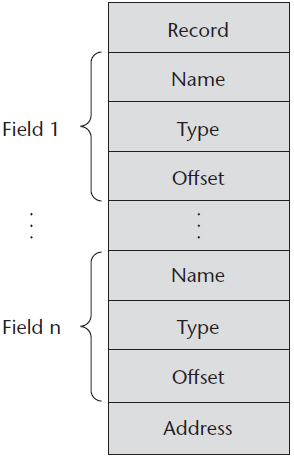 Record
Name
Field 1
Type
Offset
Name
Field n
Type
Offset
Address